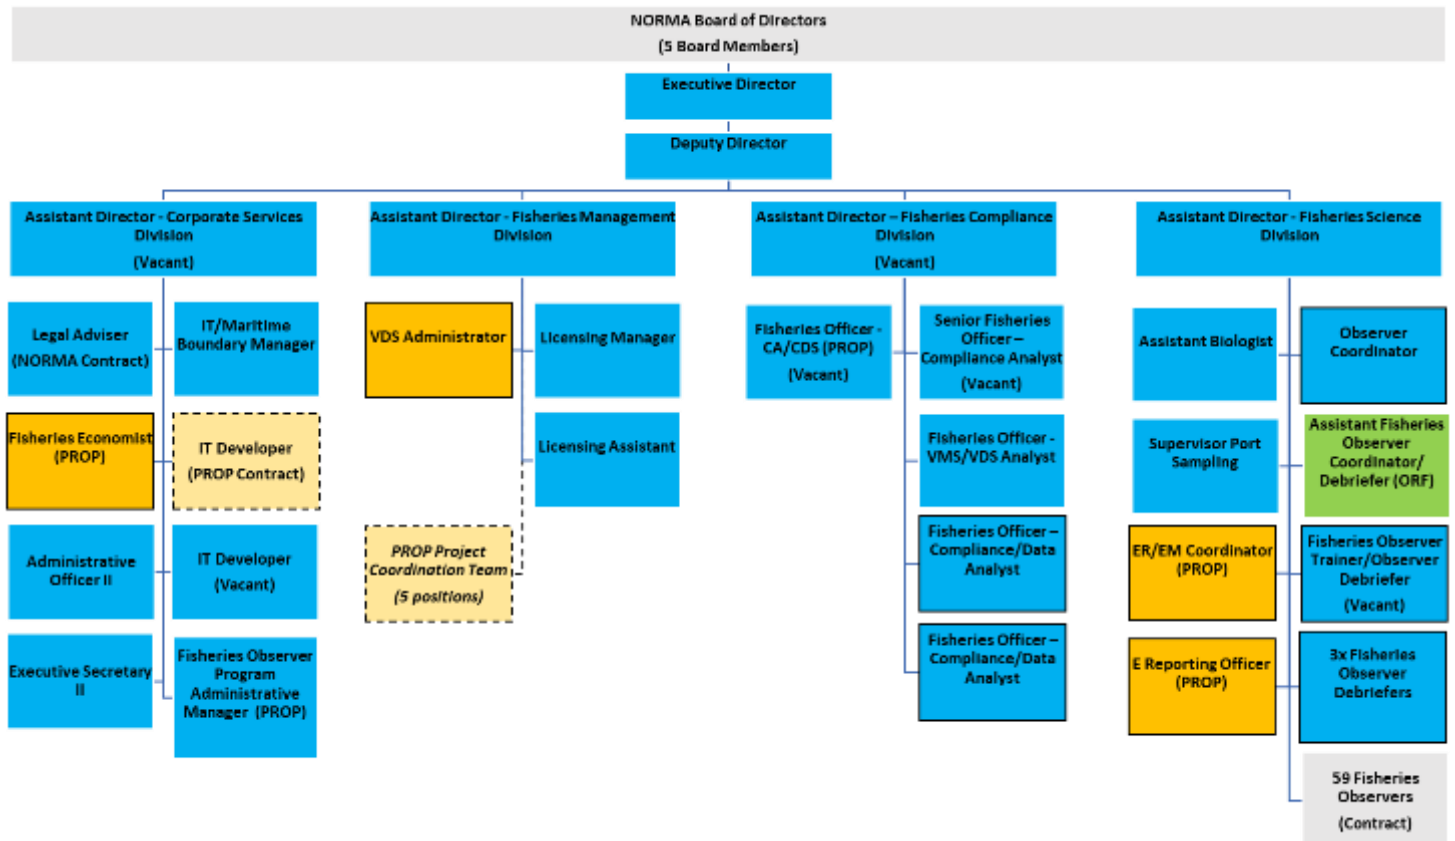 NORMA Board of Directors
(5 Board Members)
Executive Director
Deputy Director
Assistant Director - Corporate Services
Division
(Vacant)
Assistant Director - Fisheries Management
Division
Assistant Director – Fisheries Compliance
Division
(Vacant)
Assistant Director - Fisheries Science
Division
Legal Adviser
(NORMA Contract)
IT/Maritime
Boundary Manager
Fisheries Economist
(PROP)
IT Developer
(PROP Contract)
Administrative
Officer II
IT Developer
(Vacant)
Executive Secretary
II
Fisheries Observer
Program
Administrative
Manager (PROP)
VDS Administrator
Licensing Manager
Licensing Assistant
PROP Project
Coordination Team
(5 positions)
Fisheries Officer -
CA/CDS (PROP)
(Vacant)
Senior Fisheries
Officer –
Compliance Analyst
(Vacant)
Fisheries Officer -
VMS/VDS Analyst
Fisheries Officer –
Compliance/Data
Analyst
Fisheries Officer –
Compliance/Data
Analyst
Assistant Biologist
Observer
Coordinator
Supervisor Port
Sampling
Assistant Fisheries
Observer
Coordinator/
Debriefer (ORF)
ER/EM Coordinator
(PROP)
Fisheries Observer
Trainer/Observer
Debriefer
(Vacant)
E Reporting Officer
(PROP)
3x Fisheries
Observer
Debriefers
59 Fisheries
Observers
(Contract)